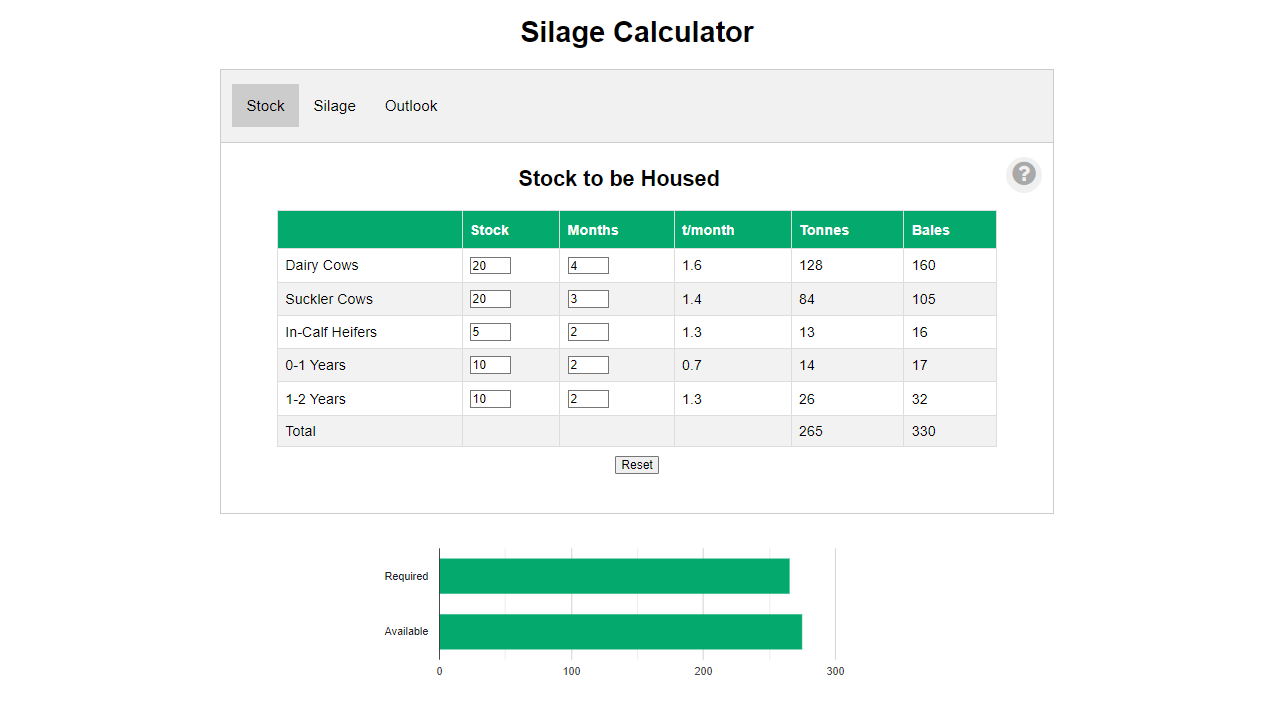 Silage Calculator
Stock Silage Outlook
Stock to be Housed
?
Stock Months t/month Tonnes Bales
Dairy Cows 20 4 1.6 128 160
Suckler Cows 20 3 1.4 84 105
In-Calf Heifers 5 2 1.3 13 16
0-1 Years 10 2 0.7 14 17
1-2 Years 10 2 1.3 26 32
Total 265 330
Reset
Required
Available
0 100 200 300